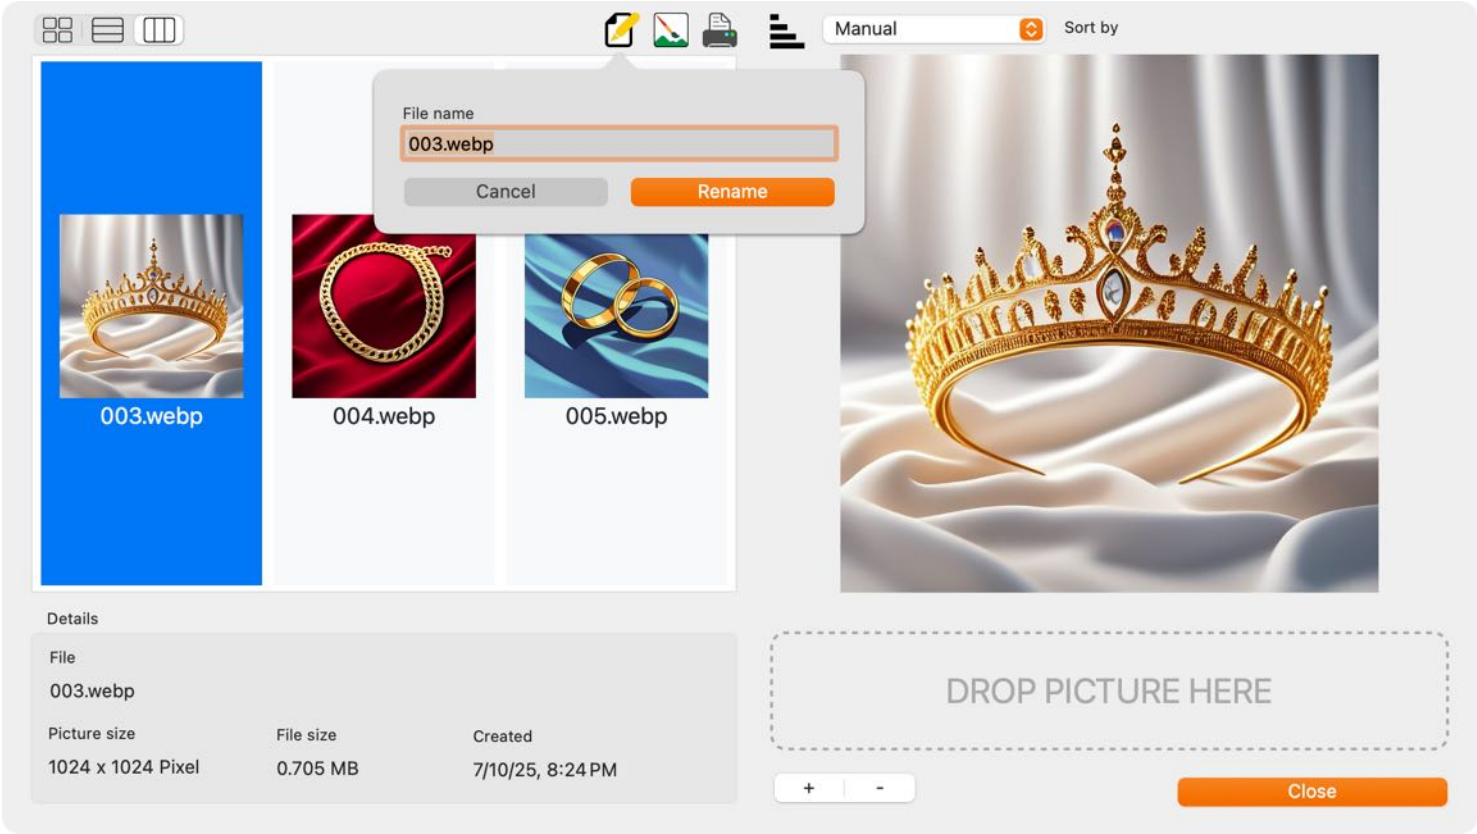 Manual
Sort by
File name
003.webp
Cancel
Rename
003.webp
004.webp
005.webp
Details
File
003.webp
Picture size
File size
Created
1024 x 1024 Pixel
0.705 MB
7/10/25, 8:24 PM
DROP PICTURE HERE
+
-
Close